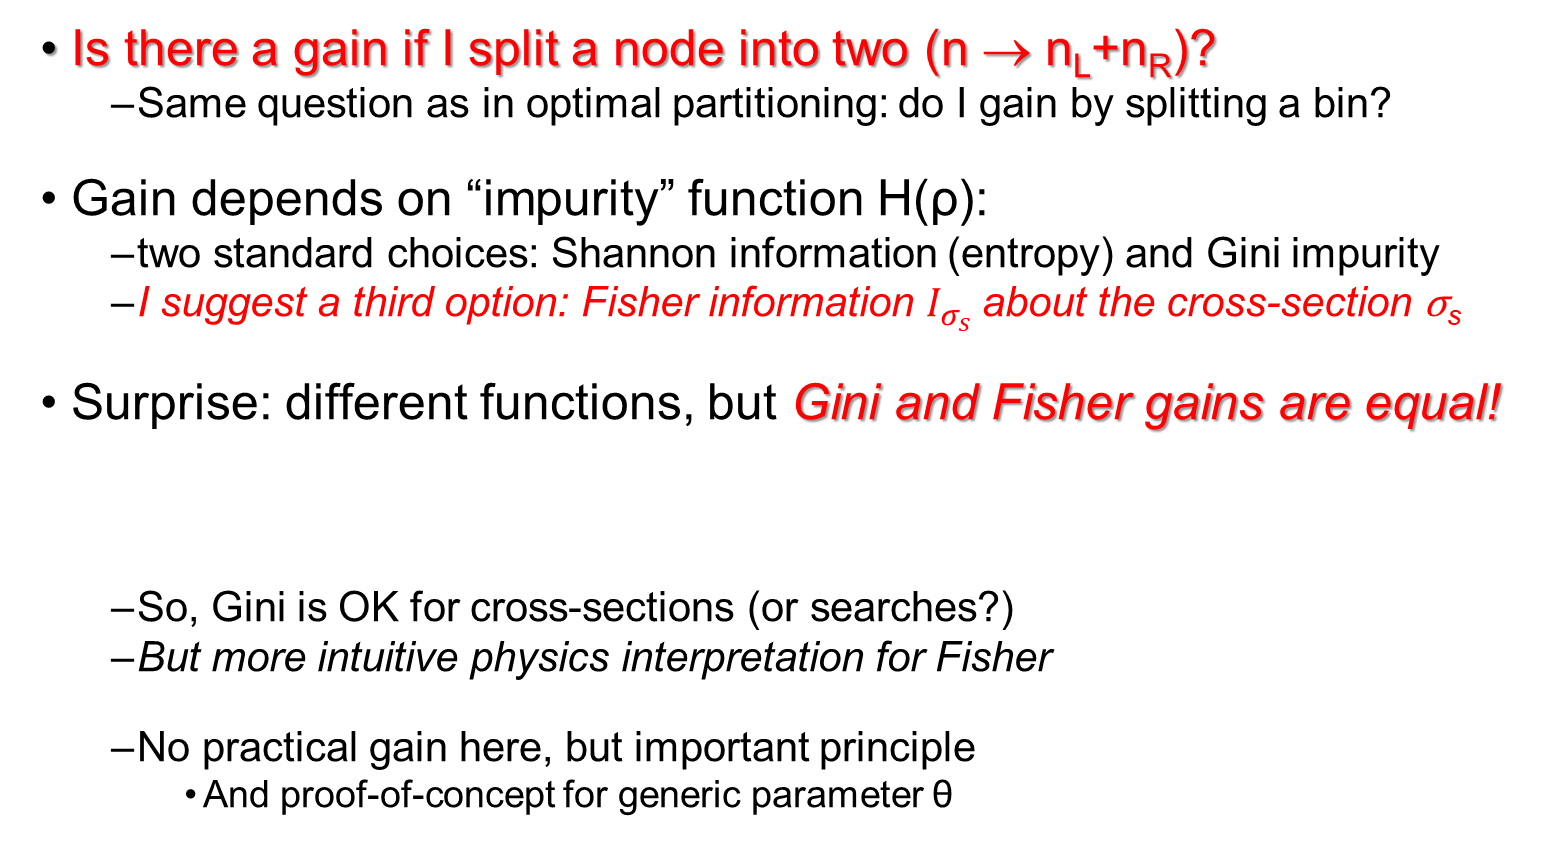 • Is there a gain if I split a node into two (n → nL+nR)?
–Same question as in optimal partitioning: do I gain by splitting a bin?
• Gain depends on “impurity” function H(ρ):
–two standard choices: Shannon information (entropy) and Gini impurity
–I suggest a third option: Fisher information Iσs about the cross-section σs
• Surprise: different functions, but Gini and Fisher gains are equal!
–So, Gini is OK for cross-sections (or searches?)
–But more intuitive physics interpretation for Fisher
–No practical gain here, but important principle
• And proof-of-concept for generic parameter θ